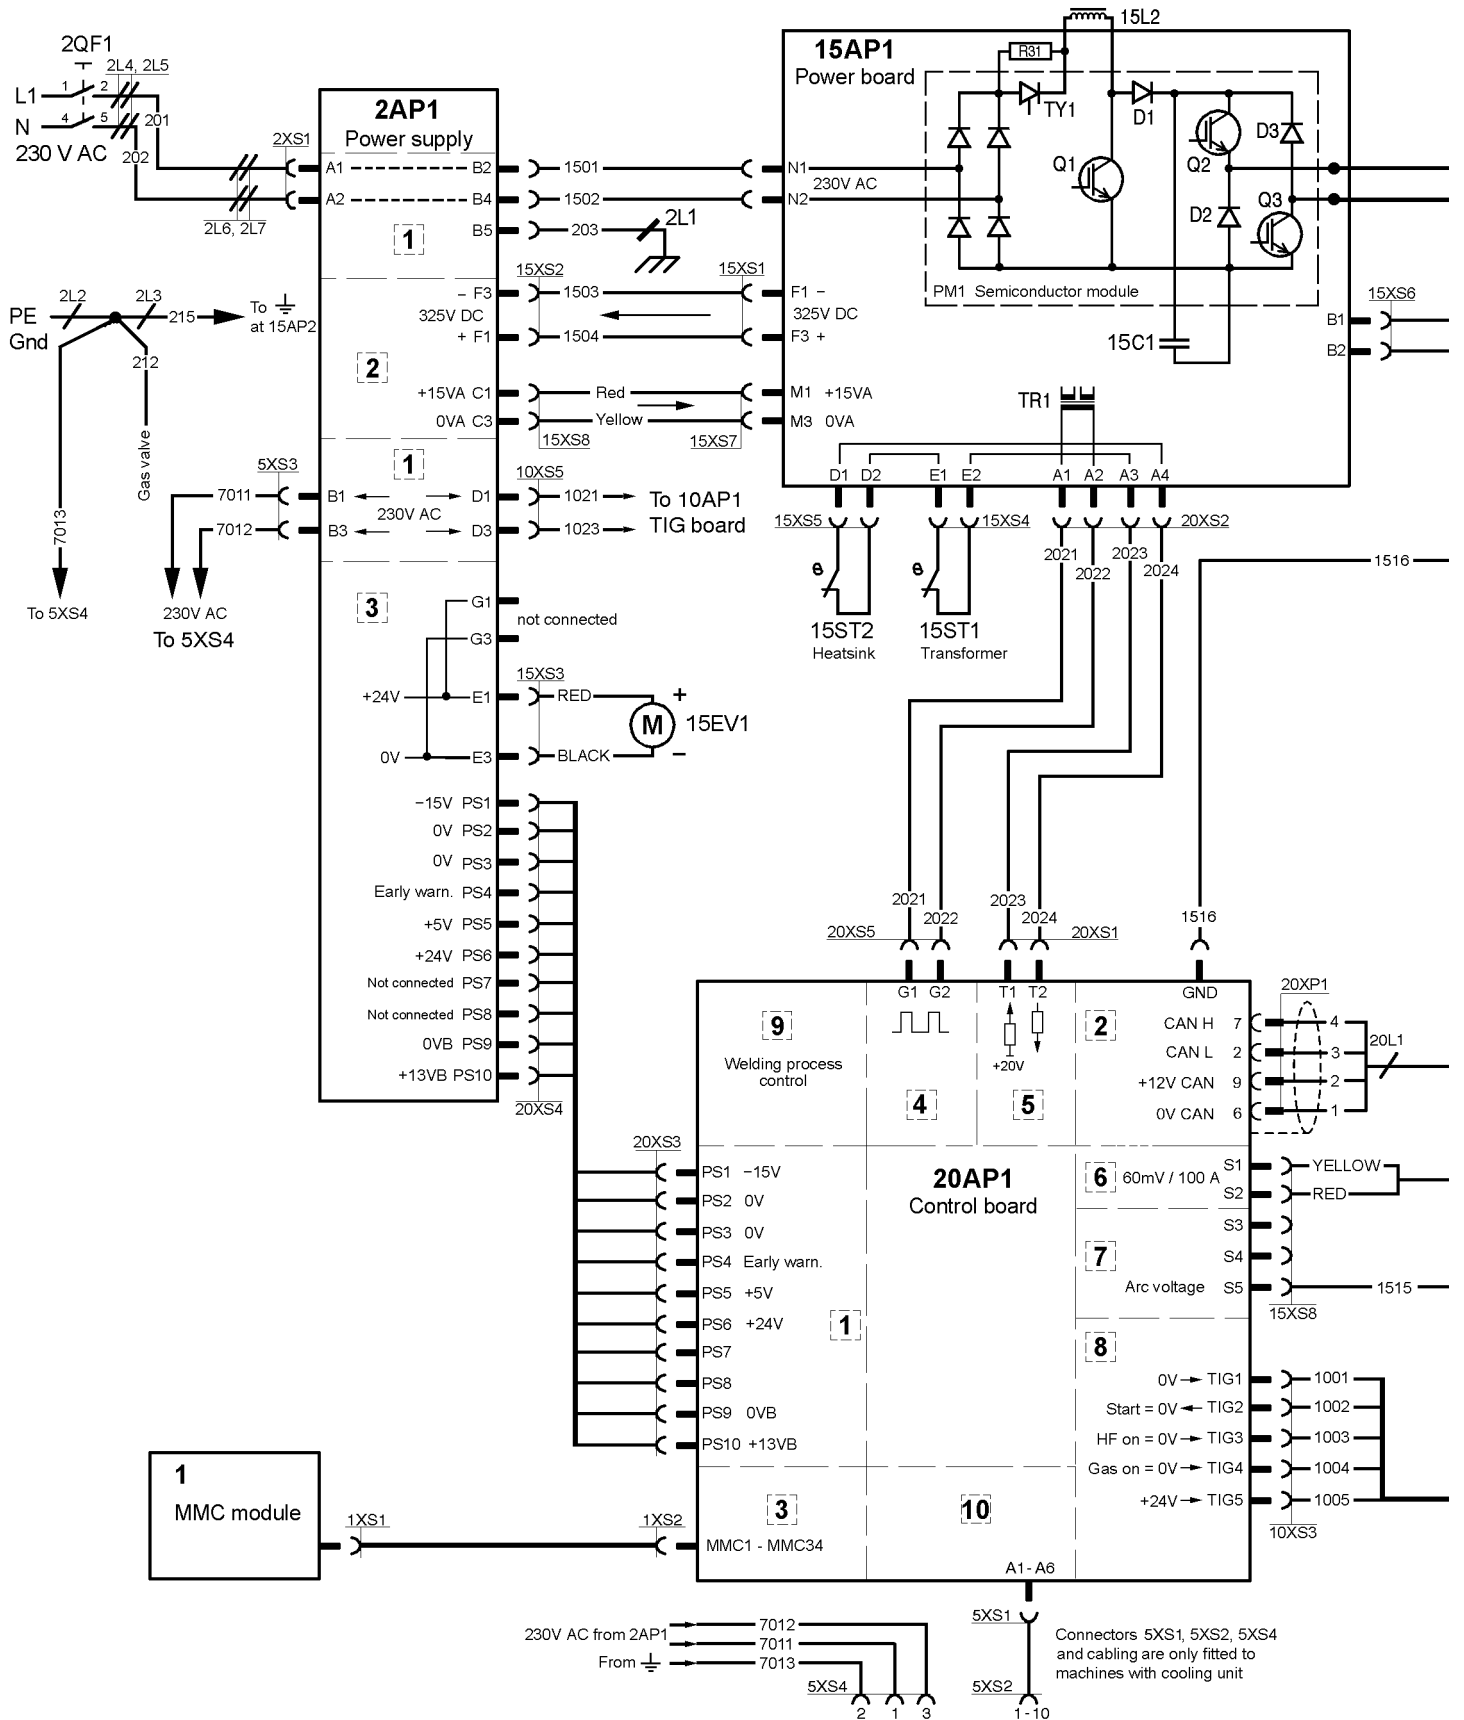 2QF1
2L4, 2L5
L1
1
2
N
4
5
201
230 V AC
202
2L6, 2L7
2XS1
2AP1
Power supply
A1
B2
A2
B4
1
B5
1501
1502
203
2L1
15L2
15AP1
Power board
R31
TY1
D1
Q1
Q2
D3
D2
Q3
N1
230V AC
N2
PM1 Semiconductor module
15C1
PE
Gnd
2L2
2L3
215
212
To
at 15AP2
Gas valve
7013
To 5XS4
15XS2
15XS1
– F3
1503
F1 –
325V DC
325V DC
+ F1
1504
F3 +
2
+15VA C1
Red
M1 +15VA
0VA C3
Yellow
M3 0VA
15XS8
15XS7
TR1
15XS6
B1
B2
5XS3
1
10XS5
7011
B1
D1
1021
230V AC
7012
B3
D3
1023
To 10AP1
TIG board
230V AC
To 5XS4
D1
D2
E1
E2
A1
A2
A3
A4
15XS5
15XS4
20XS2
2021
2022
2023
2024
1516
15ST2
Heatsink
15ST1
Transformer
3
G1
not connected
G3
15XS3
+24V
E1
RED
+
M
15EV1
0V
E3
BLACK
–
–15V PS1
0V PS2
0V PS3
Early warn. PS4
+5V PS5
+24V PS6
Not connected PS7
Not connected PS8
0VB PS9
+13VB PS10
20XS4
2021
2022
2023
2024
1516
20XS5
20XS1
G1
G2
T1
T2
GND
+20V
9
Welding process
control
4
5
2
20XP1
CAN H 7
4
CAN L 2
3
+12V CAN 9
2
0V CAN 6
1
20L1
20XS3
20AP1
Control board
PS1 –15V
PS2 0V
PS3 0V
PS4 Early warn.
PS5 +5V
PS6 +24V
PS7
PS8
PS9 0VB
PS10 +13VB
1
6
60mV / 100 A
S1
YELLOW
S2
RED
S3
7
S4
Arc voltage
S5
1515
15XS8
8
0V
TIG1
1001
Start = 0V
TIG2
1002
HF on = 0V
TIG3
1003
Gas on = 0V
TIG4
1004
+24V
TIG5
1005
10XS3
1
MMC module
1XS1
1XS2
3
MMC1 - MMC34
10
A1- A6
5XS1
5XS2
1 -10
230V AC from 2AP1
7012
7011
From
7013
5XS4
2
1
3
Connectors 5XS1, 5XS2, 5XS4
and cabling are only fitted to
machines with cooling unit